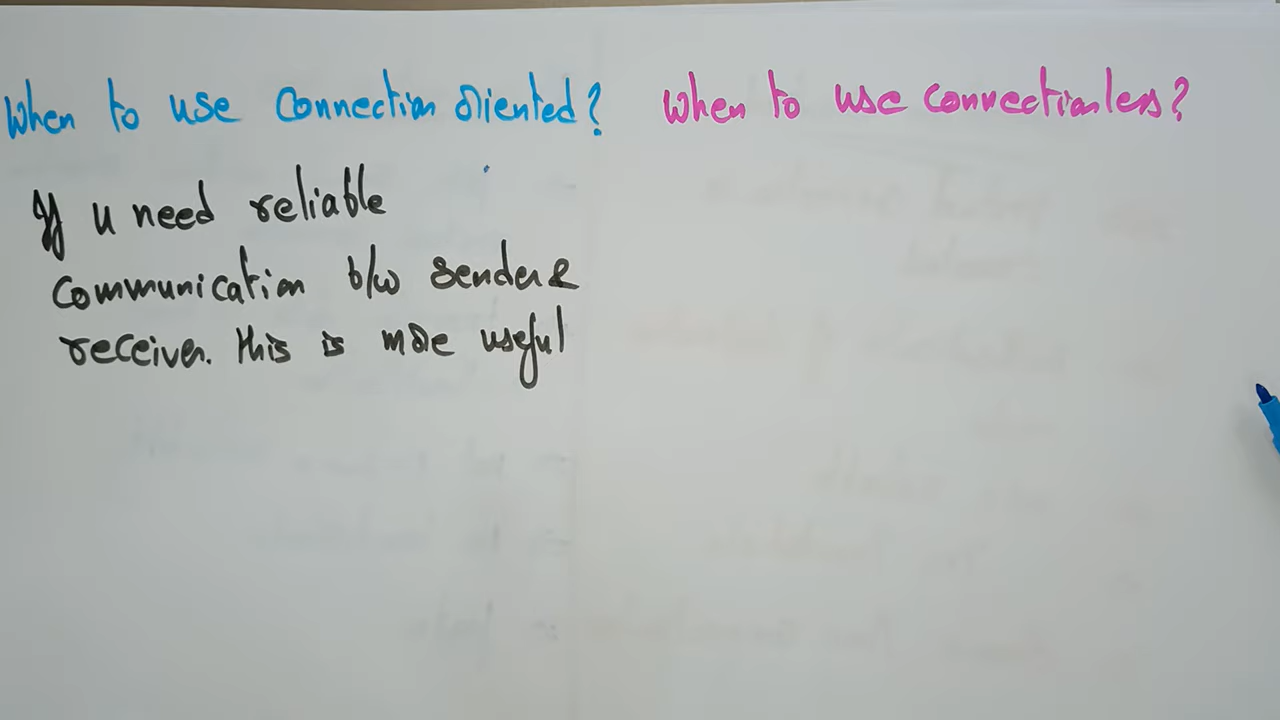 When to use Connection oriented?
When to use connectionless?
If u need reliable
communication b/w sender &
receiver. this is more useful